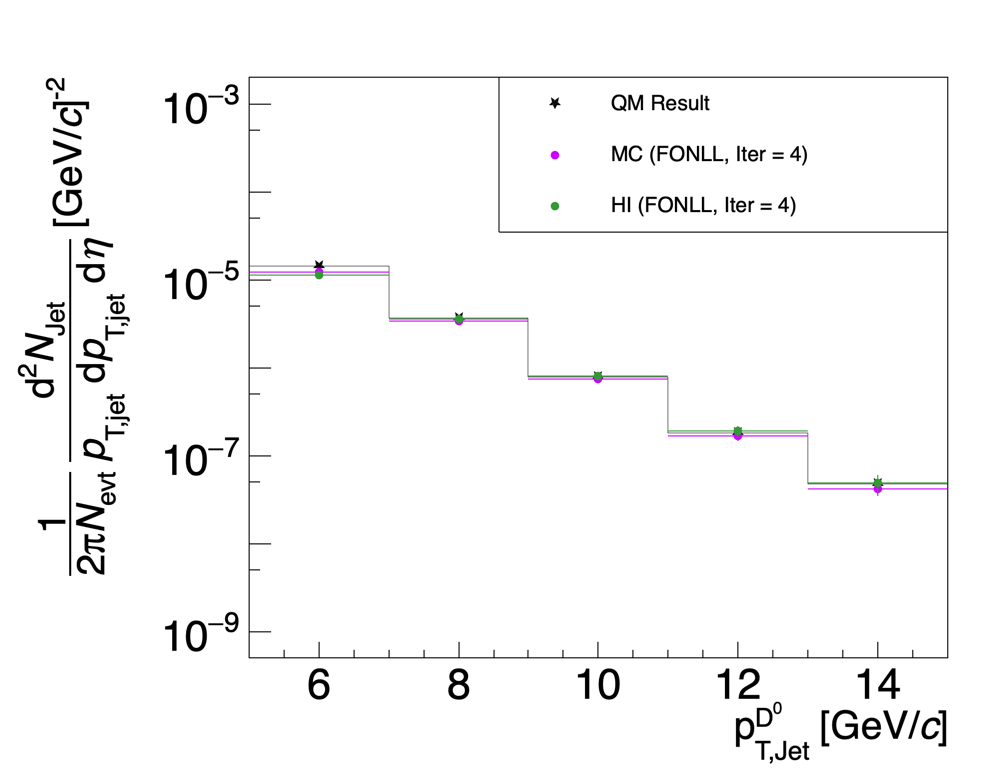 QM Result
MC (FONLL, Iter = 4)
HI (FONLL, Iter = 4)
1/(2πN_evt) d²N_Jet/(p_T,jet dp_T,jet dη) [GeV/c]⁻²
10⁻³
10⁻⁵
10⁻⁷
10⁻⁹
6 8 10 12 14
p_T,Jet^D⁰ [GeV/c]